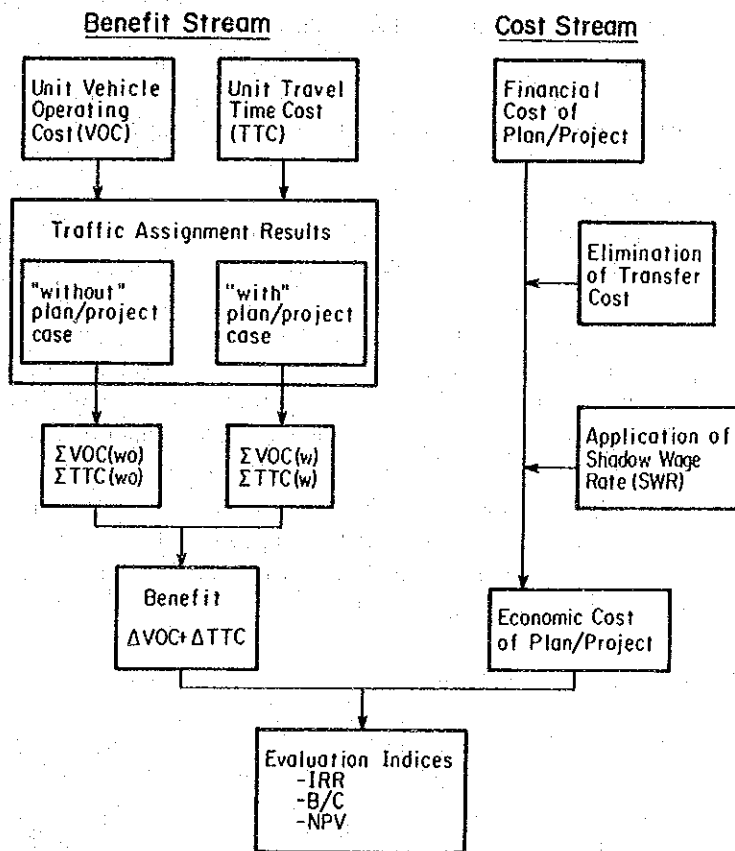 Benefit Stream
Cost Stream
Unit Vehicle
Operating
Cost(VOC)
Unit Travel
Time Cost
(TTC)
Financial
Cost of
Plan/Project
Traffic Assignment Results
"without"
plan/project
case
"with"
plan/project
case
Elimination
of Transfer
Cost
ΣVOC(wo)
ΣTTC(wo)
ΣVOC(w)
ΣTTC(w)
Application of
Shadow Wage
Rate(SWR)
Benefit
ΔVOC+ΔTTC
Economic Cost
of Plan/Project
Evaluation Indices
-IRR
-B/C
-NPV